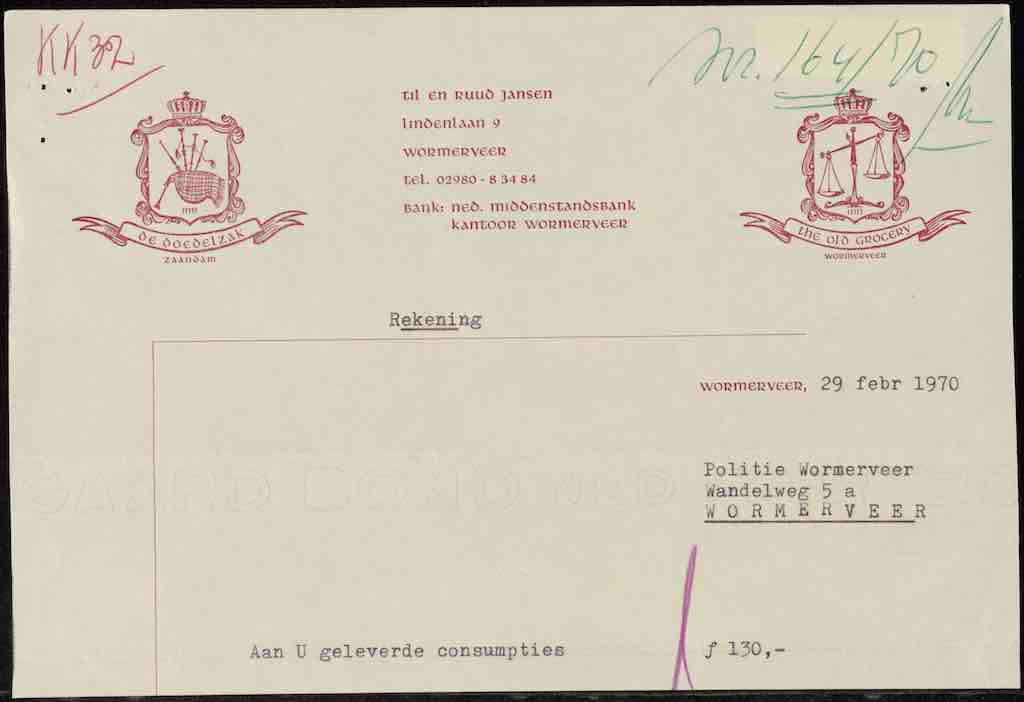 KK32
Nr. 164/70
TIL EN RUUD JANSEN
LINDENLAAN 9
WORMERVEER
TEL. 02980 - 8 34 84
BANK: NED. MIDDENSTANDSBANK
KANTOOR WORMERVEER
DE DOEDELZAK
ZAANDAM
THE OLD GROCERY
WORMERVEER
Rekening
WORMERVEER, 29 febr 1970
Politie Wormerveer
Wandelweg 5 a
W O R M E R V E E R
Aan U geleverde consumpties f 130,-